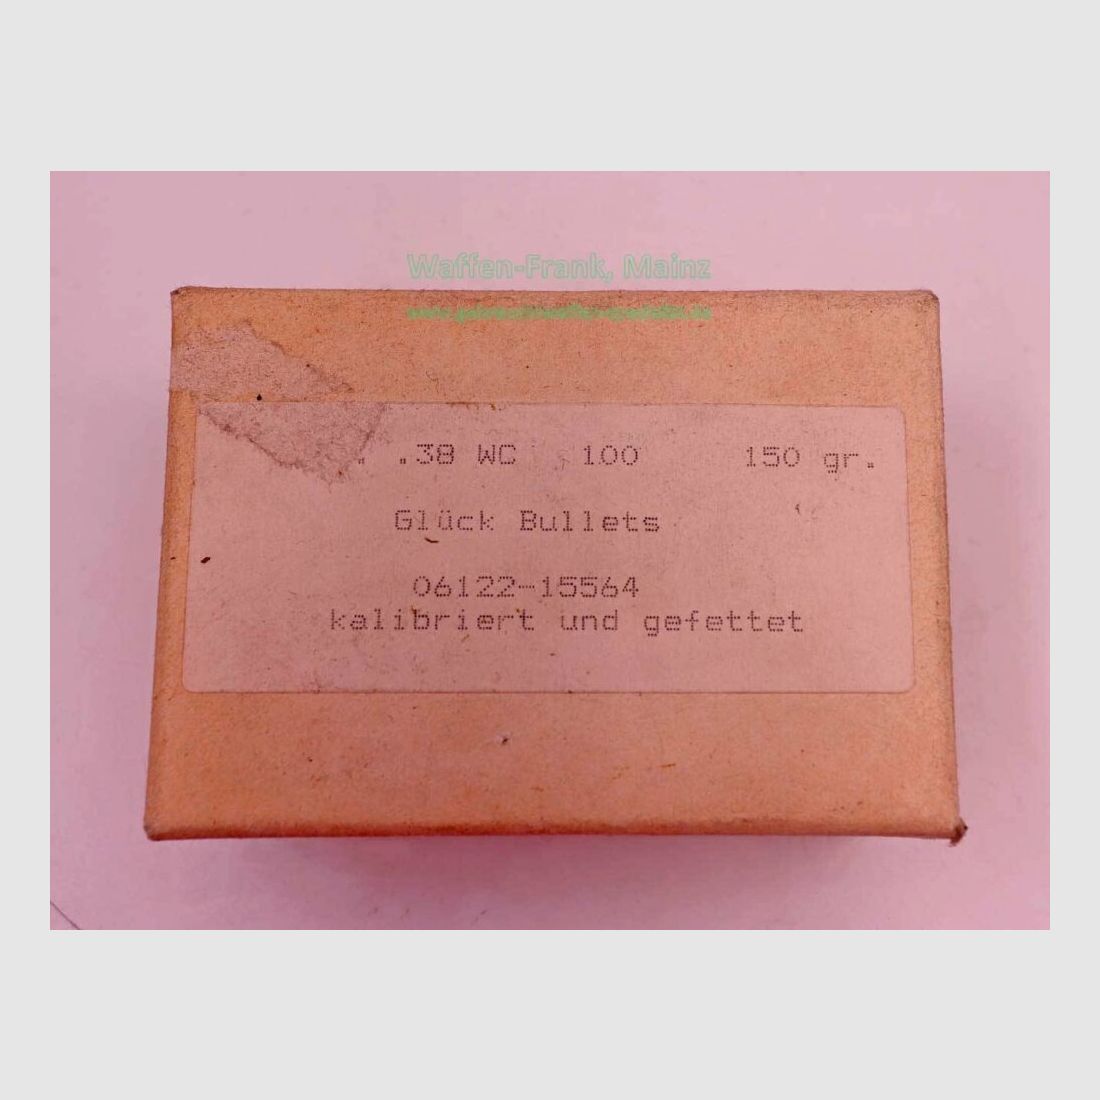 Waffen-Frank, Mainz
. .38 WC 100 150 gr.
Glück Bullets
06122-15564
kalibriert und gefettet